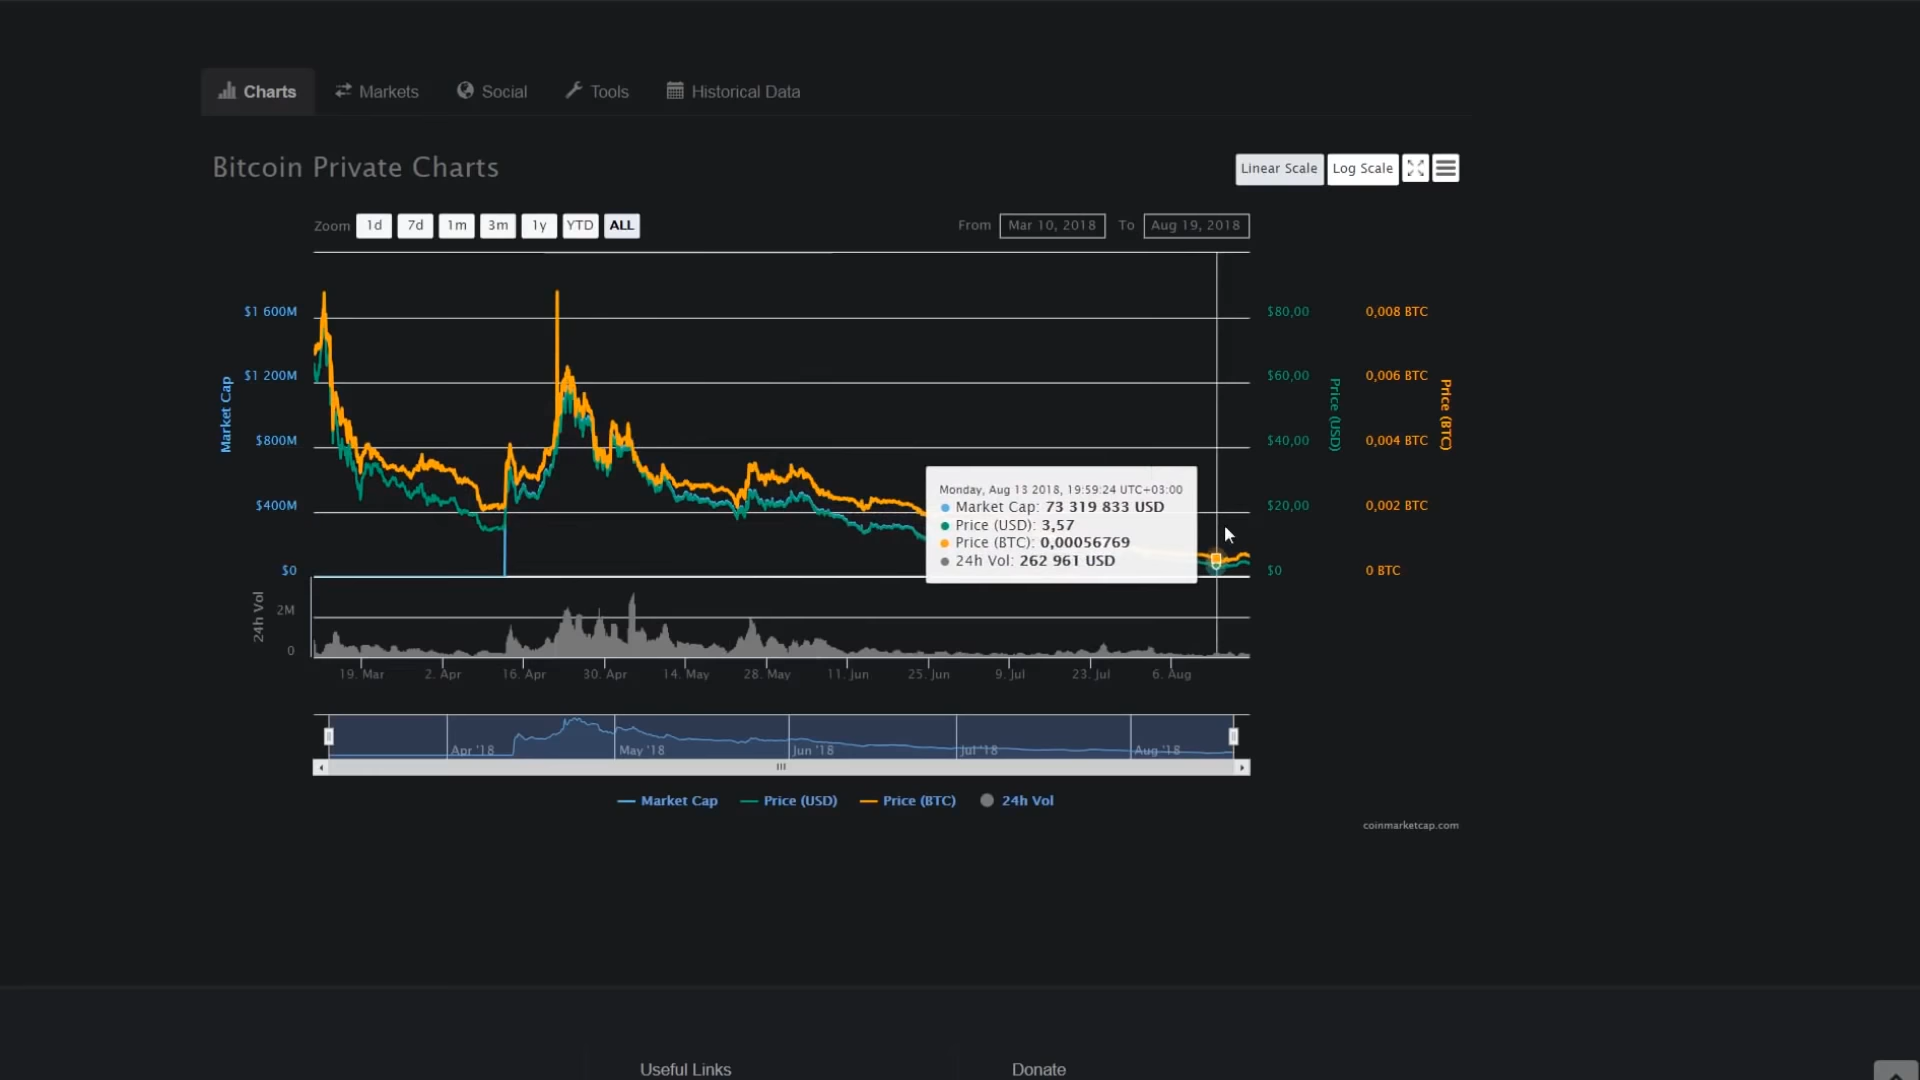 Charts Markets Social Tools Historical Data
Bitcoin Private Charts
Linear Scale Log Scale
Zoom 1d 7d 1m 3m 1y YTD ALL From Mar 10, 2018 To Aug 19, 2018
$1 600M $80,00 0,008 BTC
$1 200M $60,00 0,006 BTC
Market Cap Price (USD) Price (BTC)
$800M $40,00 0,004 BTC
$400M $20,00 0,002 BTC
$0 $0 0 BTC
Monday, Aug 13 2018, 19:59:24 UTC+03:00
Market Cap: 73 319 833 USD
Price (USD): 3,57
Price (BTC): 0,00056769
24h Vol: 262 961 USD
24h Vol
2M
0
19. Mar 2. Apr 16. Apr 30. Apr 14. May 28. May 11. Jun 25. Jun 9. Jul 23. Jul 6. Aug
Apr '18 May '18 Jun '18 Jul '18 Aug '18
Market Cap Price (USD) Price (BTC) 24h Vol
coinmarketcap.com
Useful Links Donate